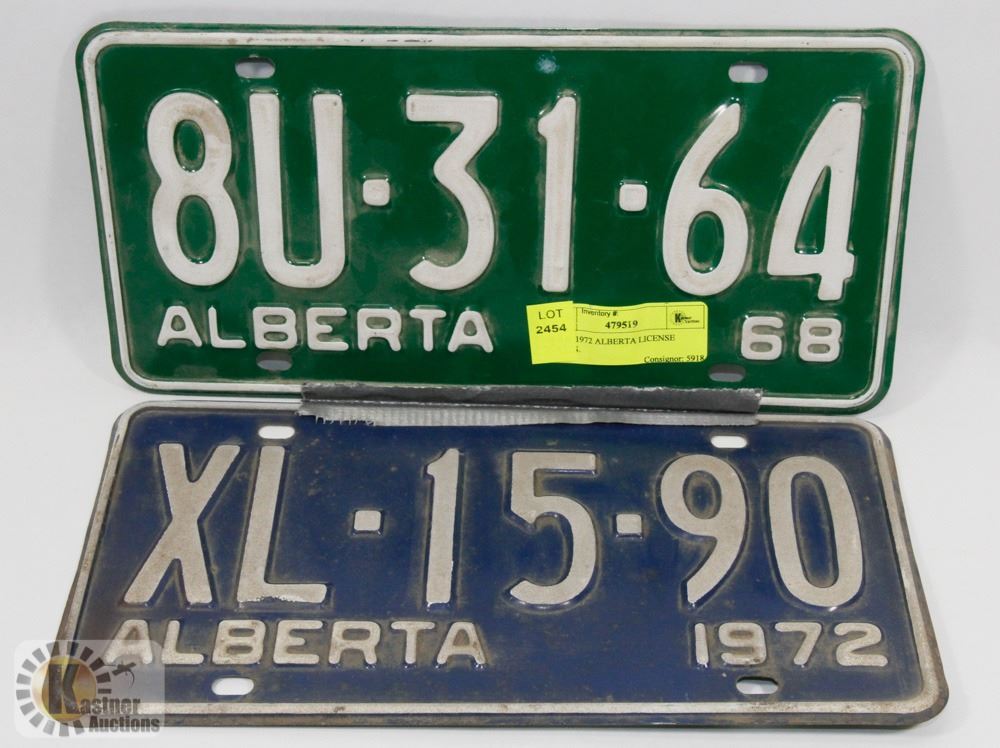 8U·31·64
ALBERTA 68
LOT
2454
Inventory #:
479519
1972 ALBERTA LICENSE
Consignor: 5918
XL·15·90
ALBERTA 1972
Kastner
Auctions